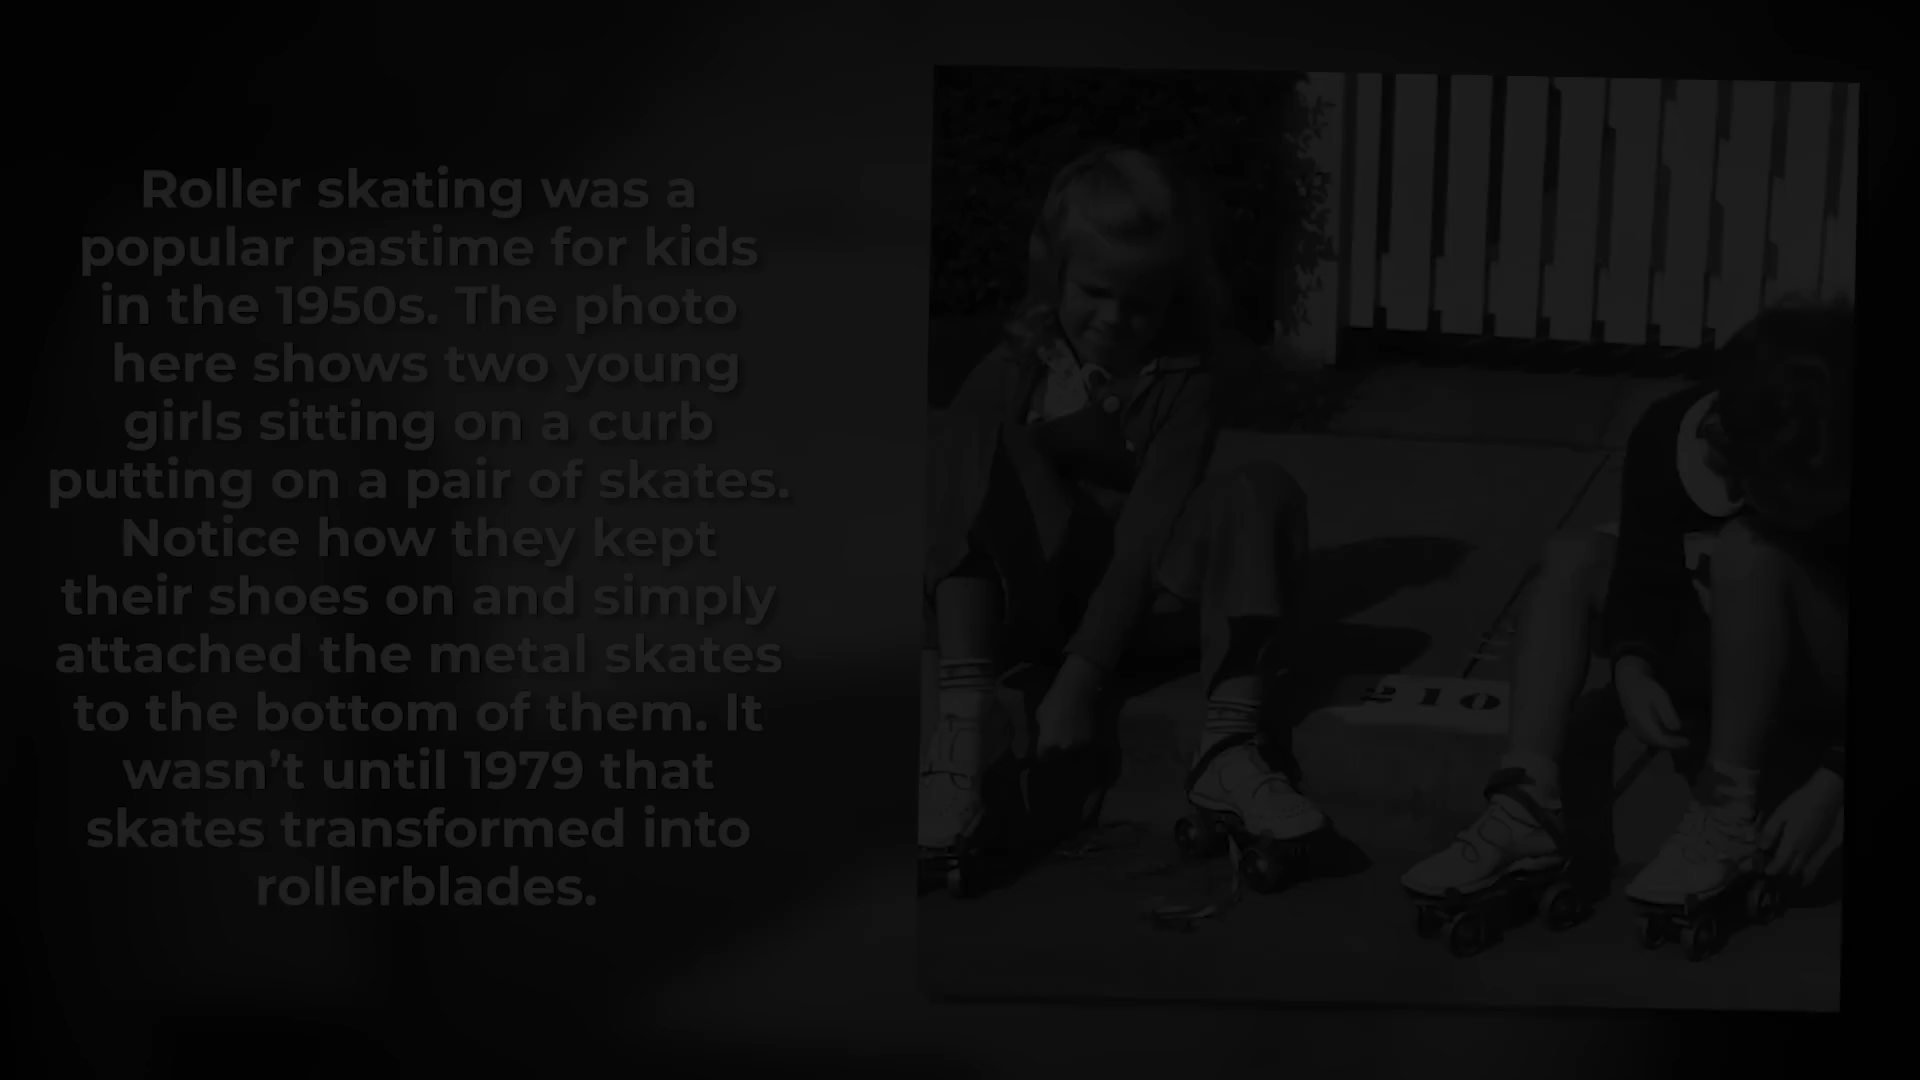 Roller skating was a
popular pastime for kids
in the 1950s. The photo
here shows two young
girls sitting on a curb
putting on a pair of skates.
Notice how they kept
their shoes on and simply
attached the metal skates
to the bottom of them. It
wasn’t until 1979 that
skates transformed into
rollerblades.
210